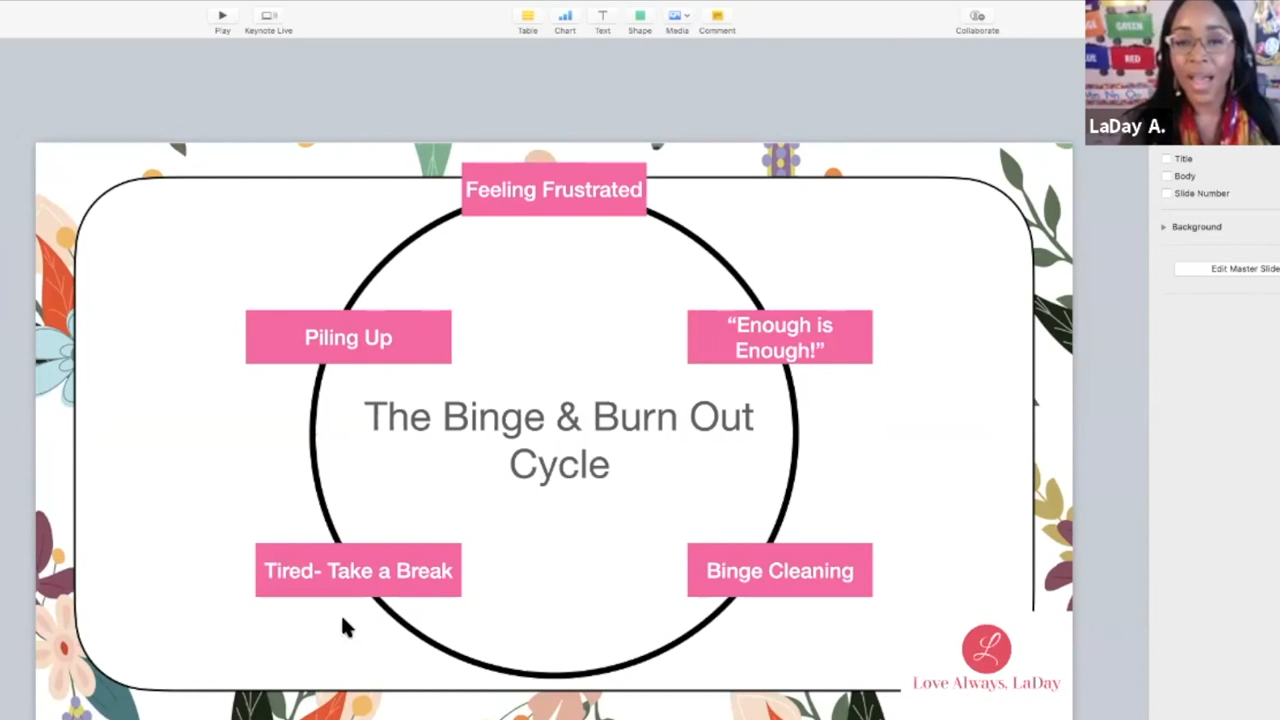 Play
Keynote Live
Table
Chart
Text
Shape
Media
Comment
Collaborate
GREEN
RED
LaDay A.
Title
Body
Slide Number
Background
Edit Master Slide
Feeling Frustrated
Piling Up
“Enough is
Enough!”
The Binge & Burn Out
Cycle
Tired- Take a Break
Binge Cleaning
L
Love Always, LaDay